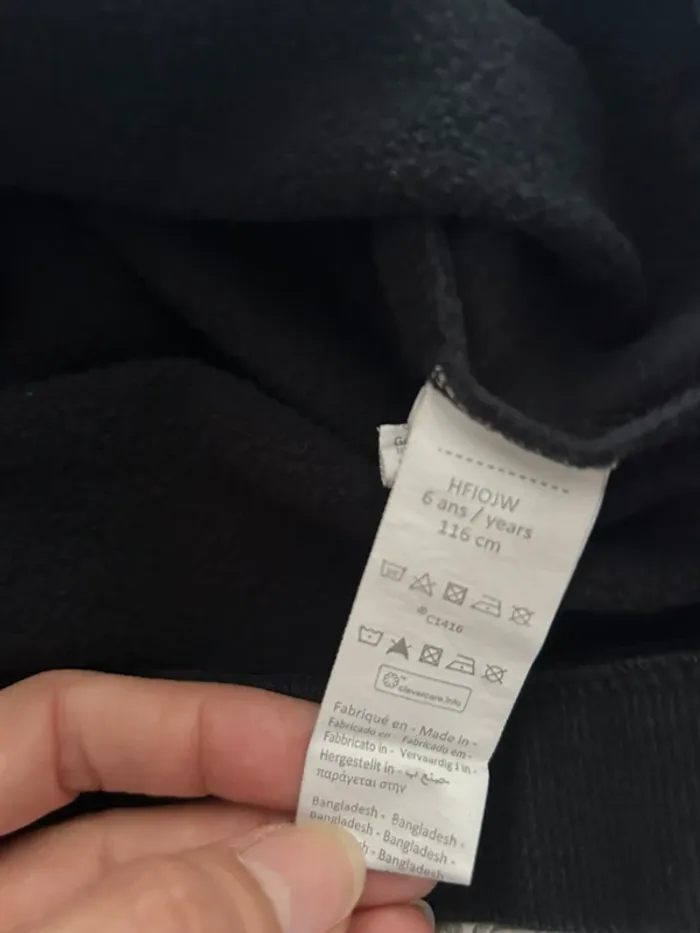 HFIOJW
6 ans / years
116 cm
®C1416
clevercare.info
Fabriqué en - Made in -
Fabricado en - Fabricado em -
Fabbricato in - Vervaardigd in -
Hergestellt in - صنع ب
παράγεται στην
Bangladesh - Bangladesh -
Bangladesh - Bangladesh -
Bangladesh